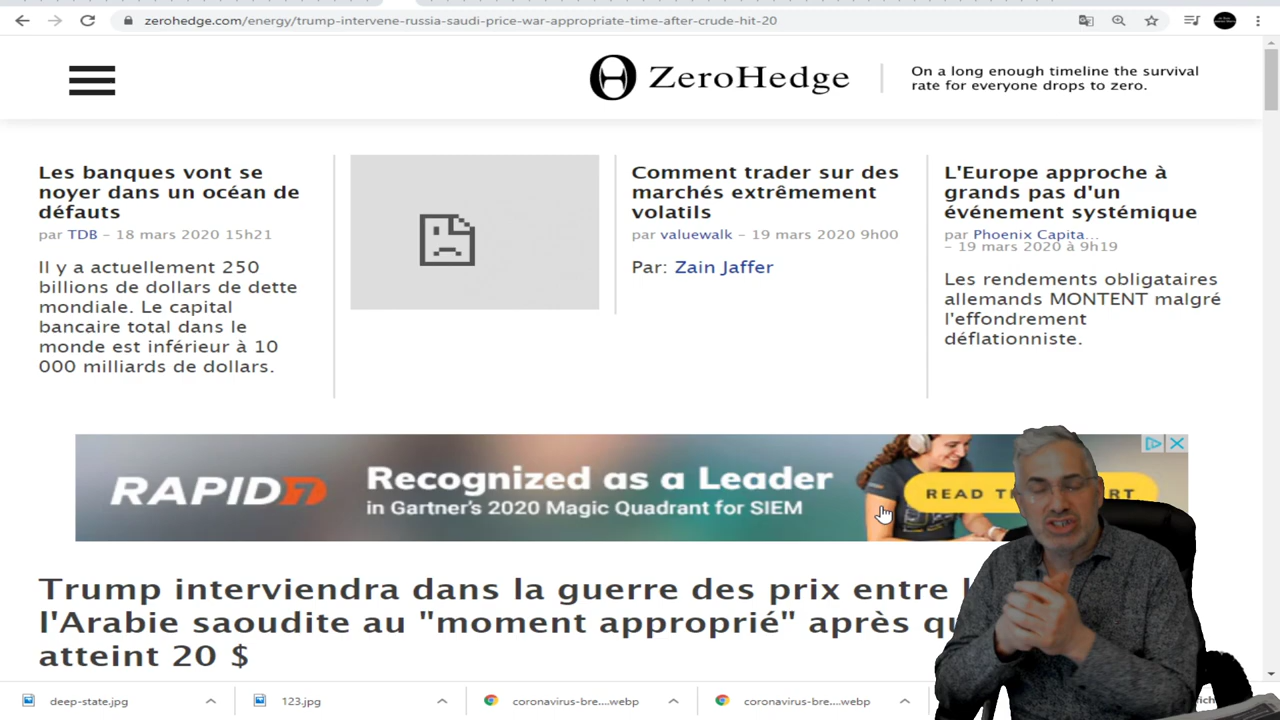 zerohedge.com/energy/trump-intervene-russia-saudi-price-war-appropriate-time-after-crude-hit-20
ZeroHedge
On a long enough timeline the survival
rate for everyone drops to zero.
Les banques vont se
noyer dans un océan de
défauts
par TDB – 18 mars 2020 15h21
Il y a actuellement 250
billions de dollars de dette
mondiale. Le capital
bancaire total dans le
monde est inférieur à 10
000 milliards de dollars.
Comment trader sur des
marchés extrêmement
volatils
par valuewalk – 19 mars 2020 9h00
Par: Zain Jaffer
L'Europe approche à
grands pas d'un
événement systémique
par Phoenix Capita...
– 19 mars 2020 à 9h19
Les rendements obligataires
allemands MONTENT malgré
l'effondrement
déflationniste.
RAPID7
Recognized as a Leader
in Gartner's 2020 Magic Quadrant for SIEM
READ
Trump interviendra dans la guerre des prix entre
l'Arabie saoudite au "moment approprié" après
atteint 20 $
deep-state.jpg
123.jpg
coronavirus-bre....webp
coronavirus-bre....webp